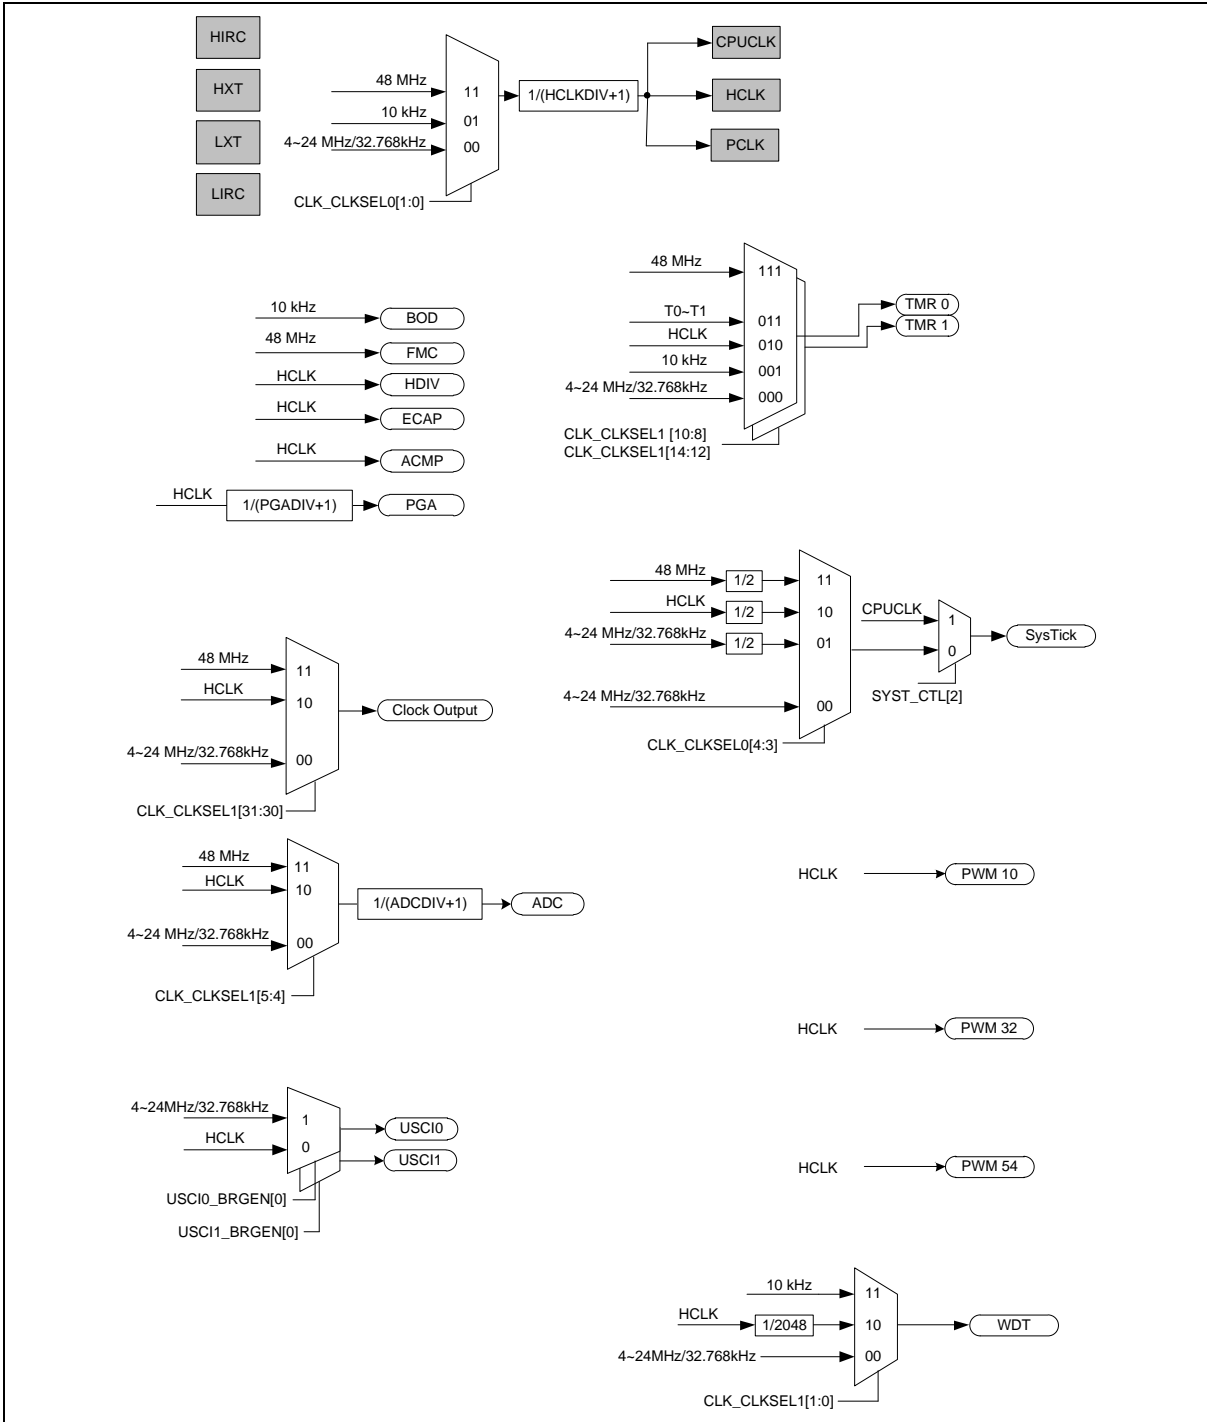 HIRC
HXT
LXT
LIRC
48 MHz
10 kHz
4~24 MHz/32.768kHz
11
01
00
CLK_CLKSEL0[1:0]
1/(HCLKDIV+1)
CPUCLK
HCLK
PCLK
10 kHz
BOD
48 MHz
FMC
HCLK
HDIV
HCLK
ECAP
HCLK
ACMP
HCLK
1/(PGADIV+1)
PGA
48 MHz
T0~T1
HCLK
10 kHz
4~24 MHz/32.768kHz
111
011
010
001
000
CLK_CLKSEL1 [10:8]
CLK_CLKSEL1[14:12]
TMR 0
TMR 1
48 MHz
1/2
HCLK
1/2
4~24 MHz/32.768kHz
1/2
4~24 MHz/32.768kHz
11
10
01
00
CLK_CLKSEL0[4:3]
CPUCLK
1
0
SYST_CTL[2]
SysTick
48 MHz
HCLK
4~24 MHz/32.768kHz
11
10
00
CLK_CLKSEL1[31:30]
Clock Output
48 MHz
HCLK
4~24 MHz/32.768kHz
11
10
00
CLK_CLKSEL1[5:4]
1/(ADCDIV+1)
ADC
HCLK
PWM 10
HCLK
PWM 32
HCLK
PWM 54
4~24MHz/32.768kHz
HCLK
1
0
USCI0_BRGEN[0]
USCI1_BRGEN[0]
USCI0
USCI1
10 kHz
HCLK
1/2048
4~24MHz/32.768kHz
11
10
00
CLK_CLKSEL1[1:0]
WDT